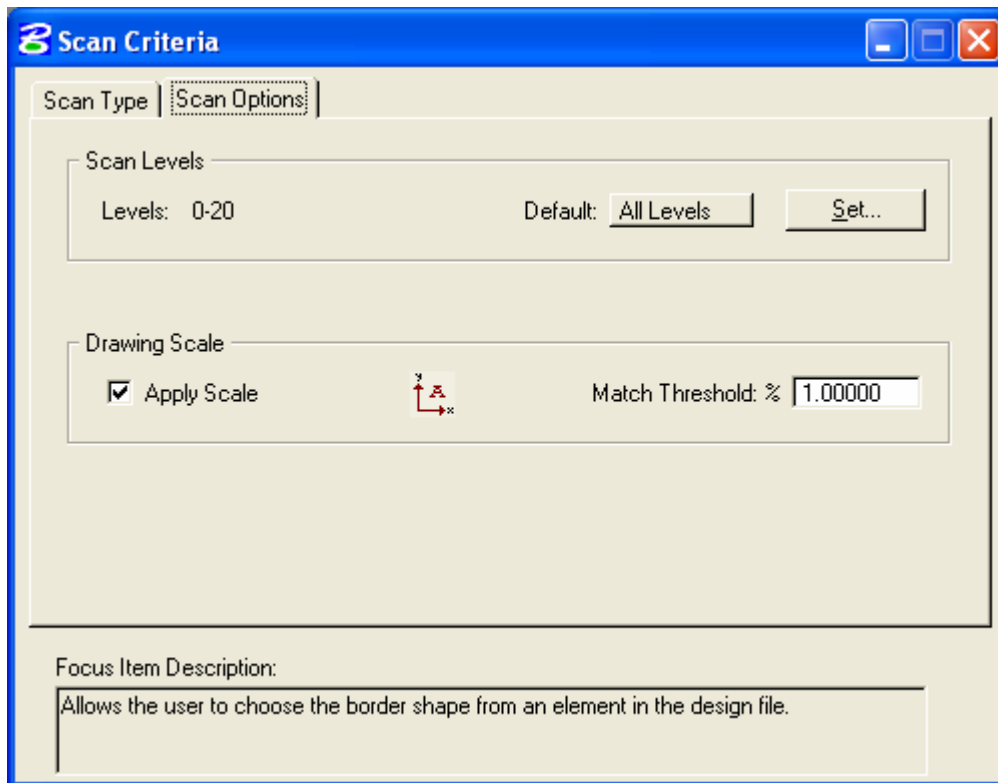 Scan Criteria
Scan Type Scan Options
Scan Levels
Levels: 0-20 Default: All Levels Set...
Drawing Scale
Apply Scale y A x Match Threshold: % 1.00000
Focus Item Description:
Allows the user to choose the border shape from an element in the design file.